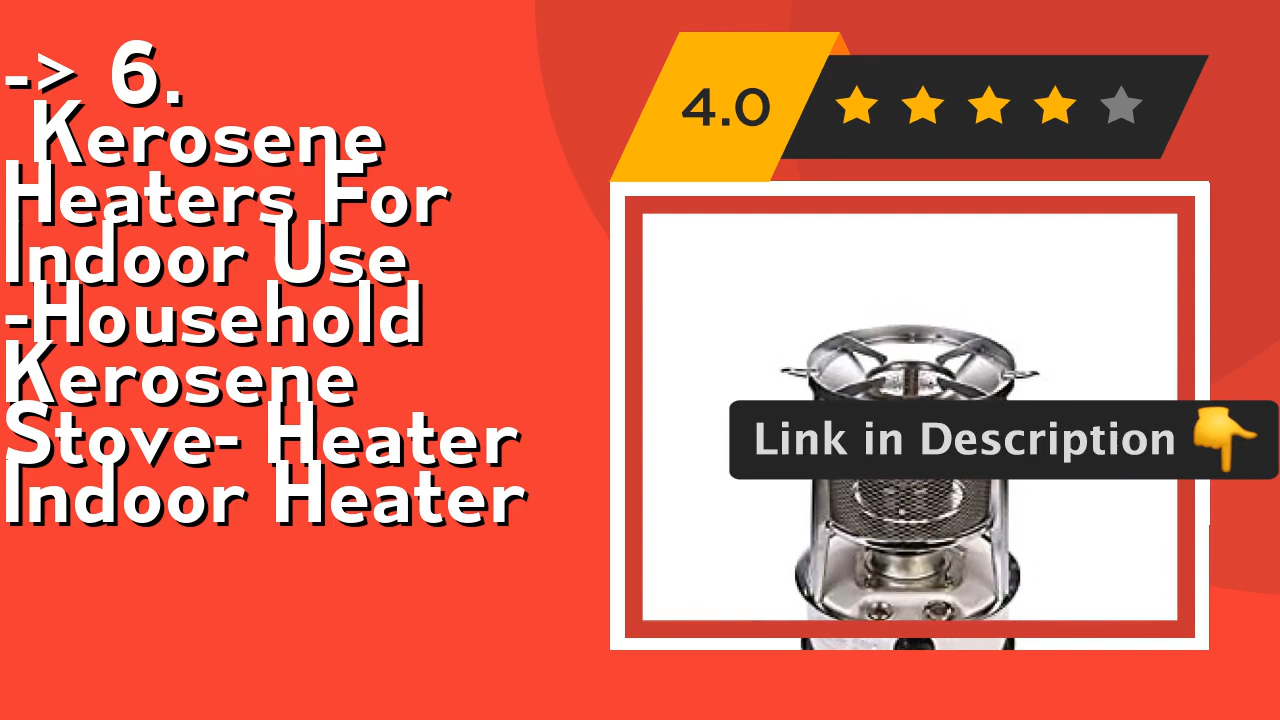 -> 6.
Kerosene
Heaters For
Indoor Use
-Household
Kerosene
Stove- Heater
Indoor Heater
4.0
Link in Description